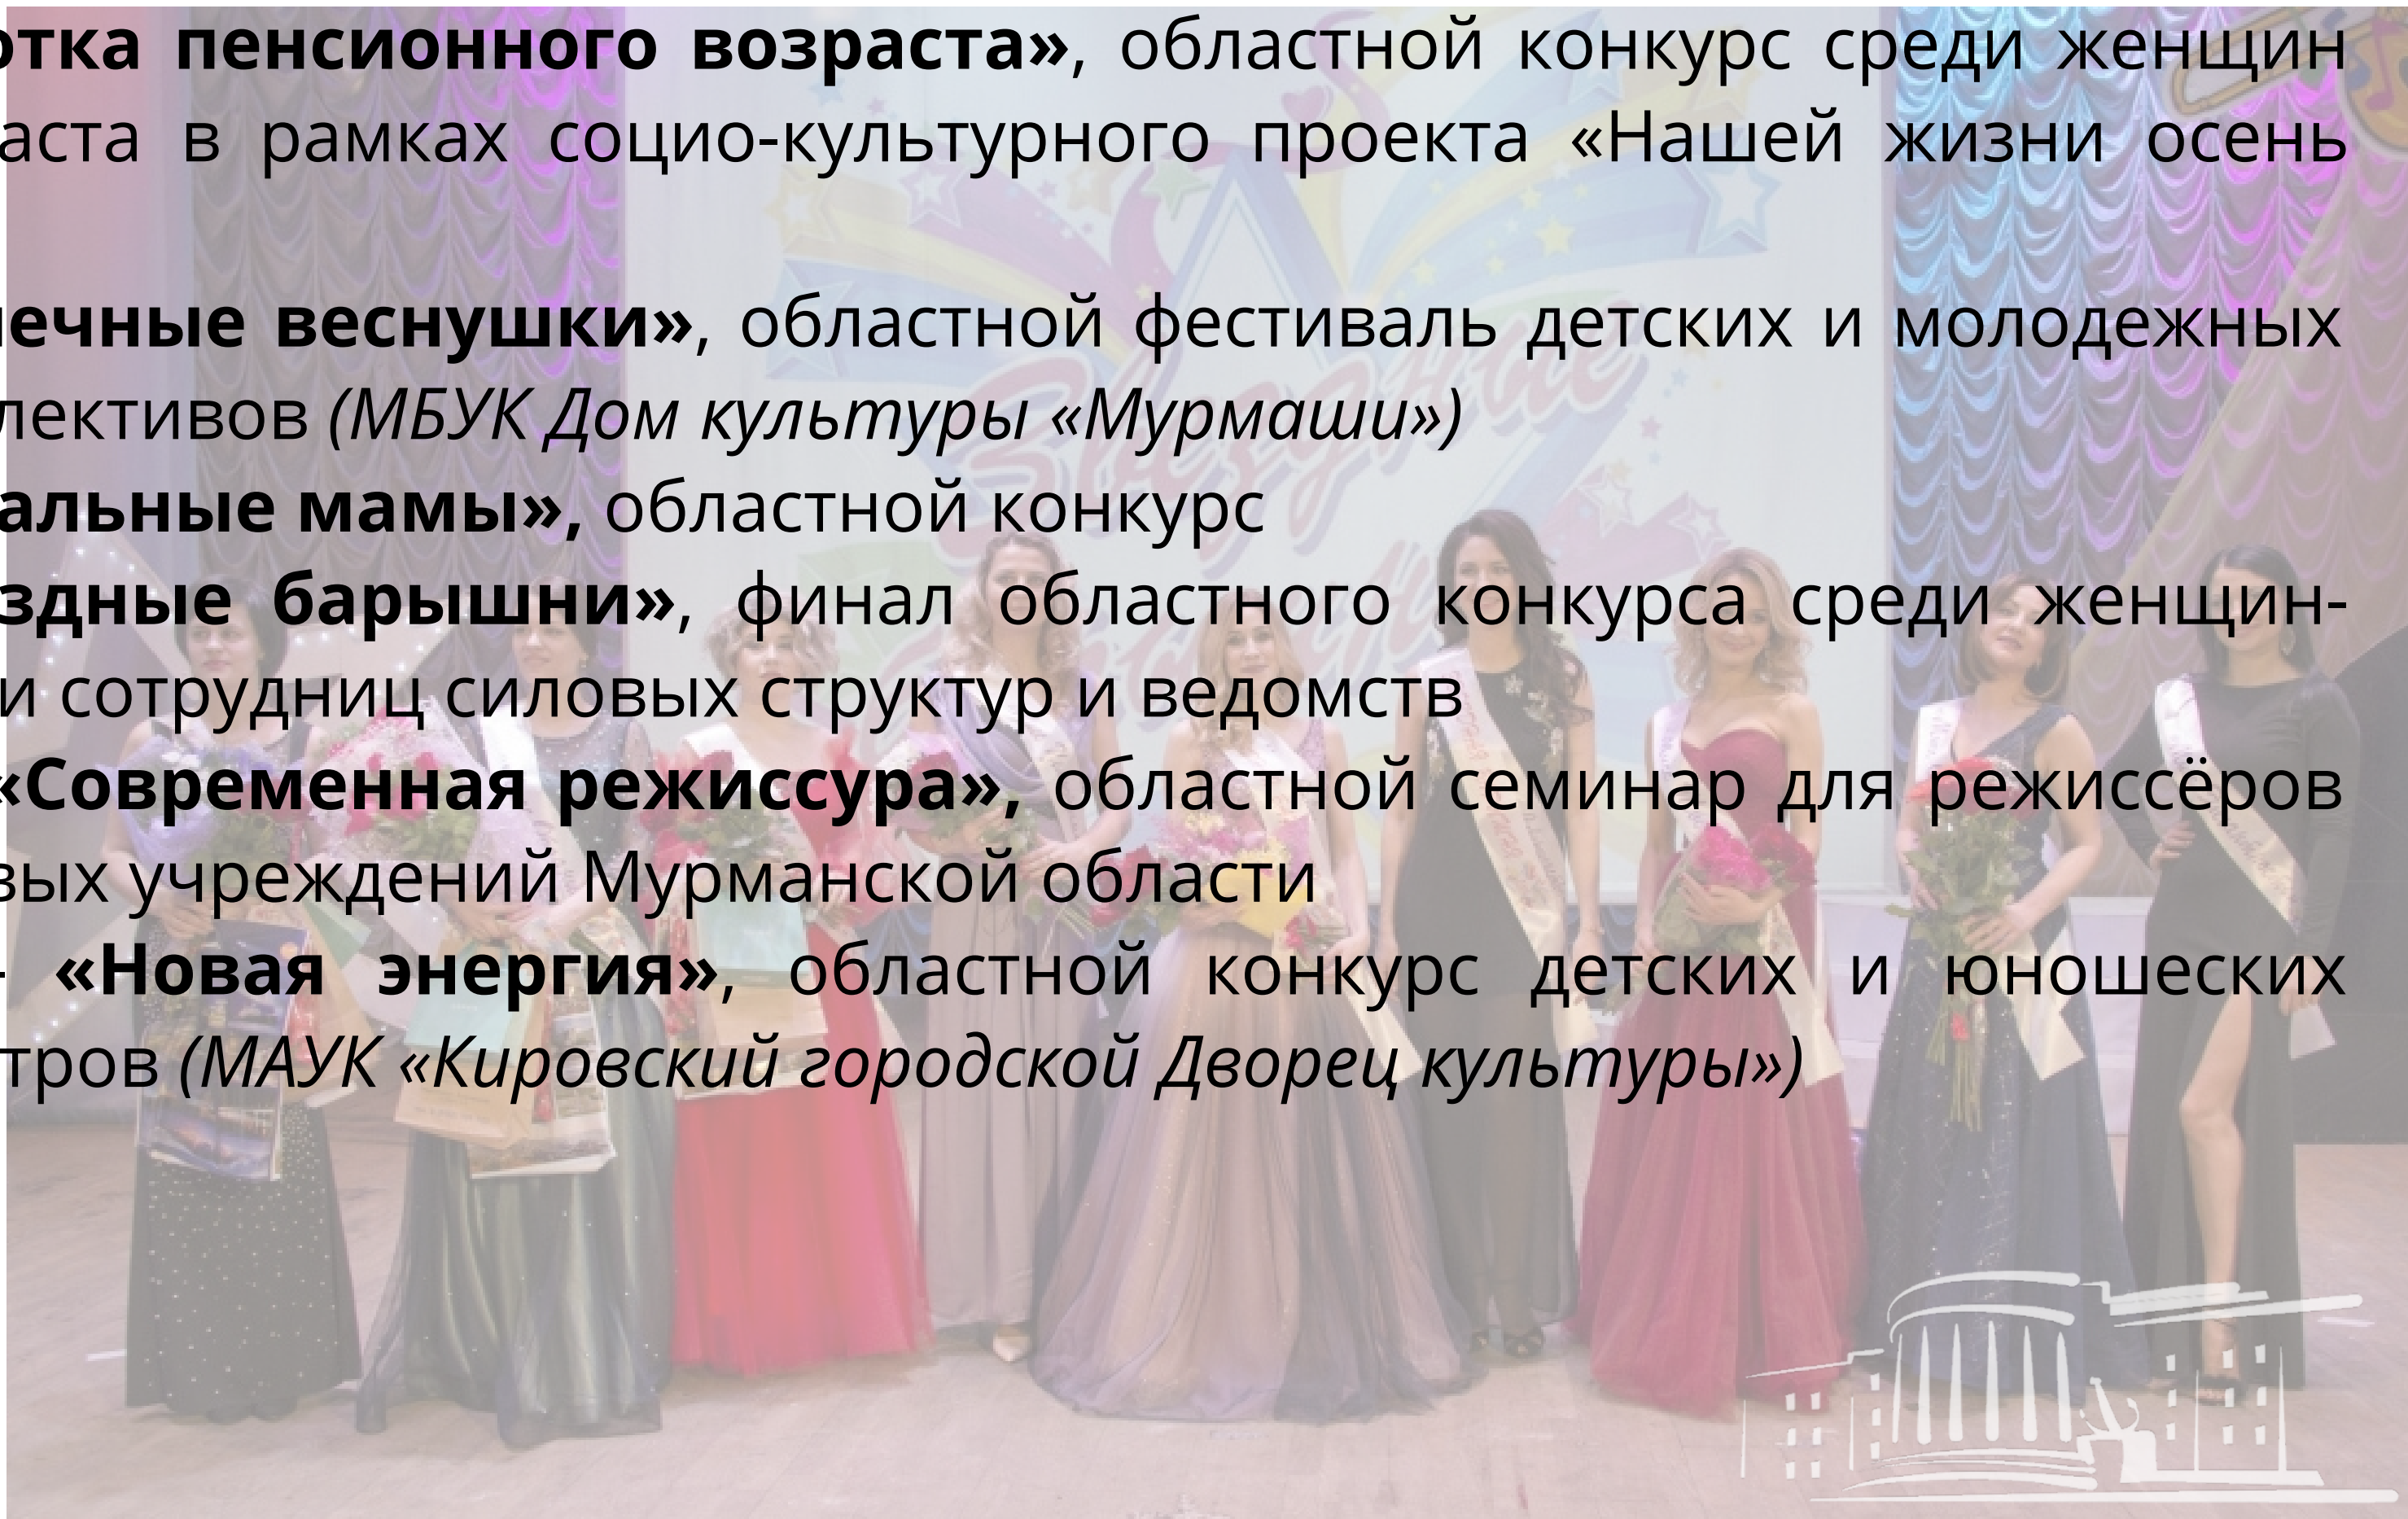 отка пенсионного возраста», областной конкурс среди женщин
аста в рамках социо-культурного проекта «Нашей жизни осень
ечные веснушки», областной фестиваль детских и молодежных
лективов (МБУК Дом культуры «Мурмаши»)
альные мамы», областной конкурс
здные барышни», финал областного конкурса среди женщин-
и сотрудниц силовых структур и ведомств
«Современная режиссура», областной семинар для режиссёров
вых учреждений Мурманской области
- «Новая энергия», областной конкурс детских и юношеских
тров (МАУК «Кировский городской Дворец культуры»)
Звездные